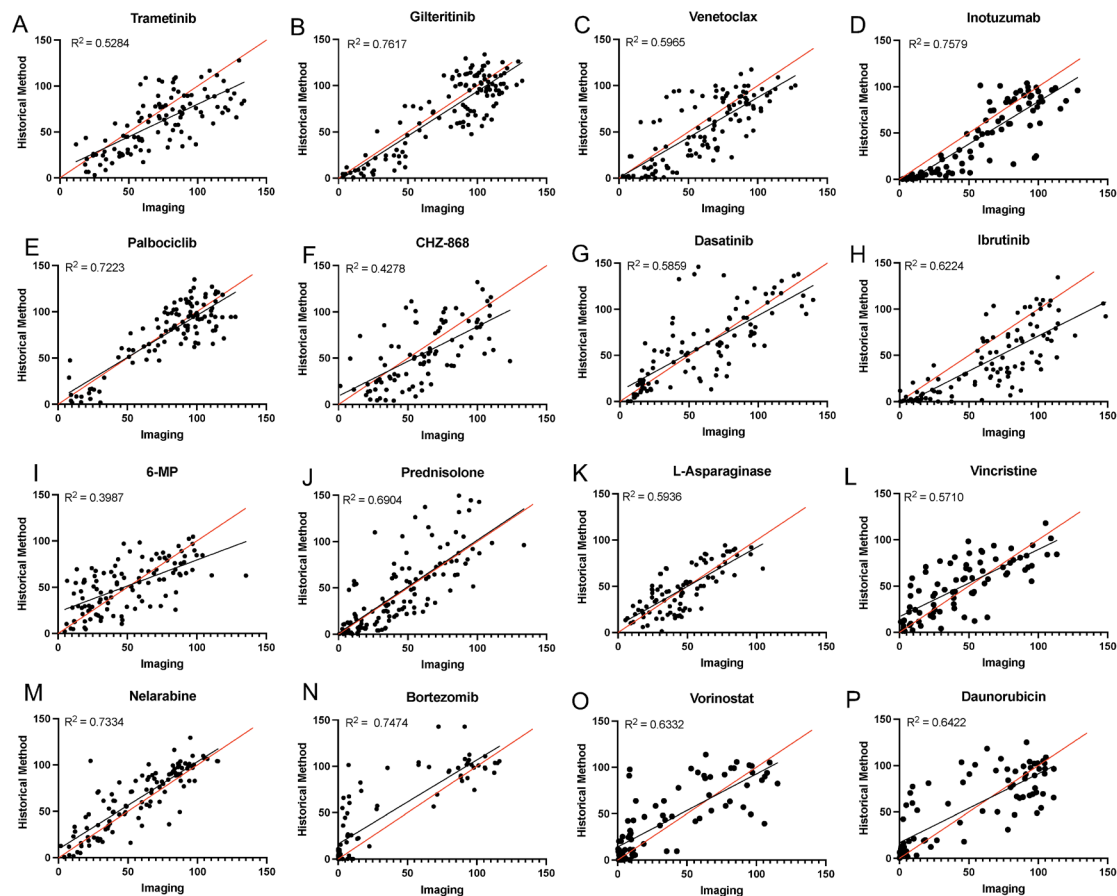 A
Trametinib
R² = 0.5284
Historical Method
150
100
50
0
0 50 100 150
Imaging
B
Gilteritinib
R² = 0.7617
Historical Method
150
100
50
0
0 50 100 150
Imaging
C
Venetoclax
R² = 0.5965
Historical Method
150
100
50
0
0 50 100 150
Imaging
D
Inotuzumab
R² = 0.7579
Historical Method
150
100
50
0
0 50 100 150
Imaging
E
Palbociclib
R² = 0.7223
Historical Method
150
100
50
0
0 50 100 150
Imaging
F
CHZ-868
R² = 0.4278
Historical Method
150
100
50
0
0 50 100 150
Imaging
G
Dasatinib
R² = 0.5859
Historical Method
150
100
50
0
0 50 100 150
Imaging
H
Ibrutinib
R² = 0.6224
Historical Method
150
100
50
0
0 50 100 150
Imaging
I
6-MP
R² = 0.3987
Historical Method
150
100
50
0
0 50 100 150
Imaging
J
Prednisolone
R² = 0.6904
Historical Method
150
100
50
0
0 50 100 150
Imaging
K
L-Asparaginase
R² = 0.5936
Historical Method
150
100
50
0
0 50 100 150
Imaging
L
Vincristine
R² = 0.5710
Historical Method
150
100
50
0
0 50 100 150
Imaging
M
Nelarabine
R² = 0.7334
Historical Method
150
100
50
0
0 50 100 150
Imaging
N
Bortezomib
R² = 0.7474
Historical Method
150
100
50
0
0 50 100 150
Imaging
O
Vorinostat
R² = 0.6332
Historical Method
150
100
50
0
0 50 100 150
Imaging
P
Daunorubicin
R² = 0.6422
Historical Method
150
100
50
0
0 50 100 150
Imaging